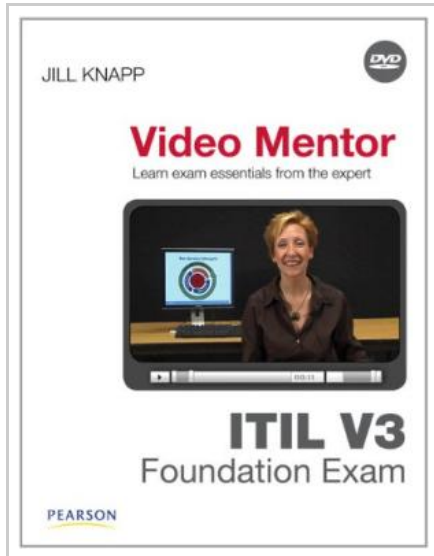 DVD
JILL KNAPP
Video Mentor
Learn exam essentials from the expert
ITIL V3
Foundation Exam
PEARSON